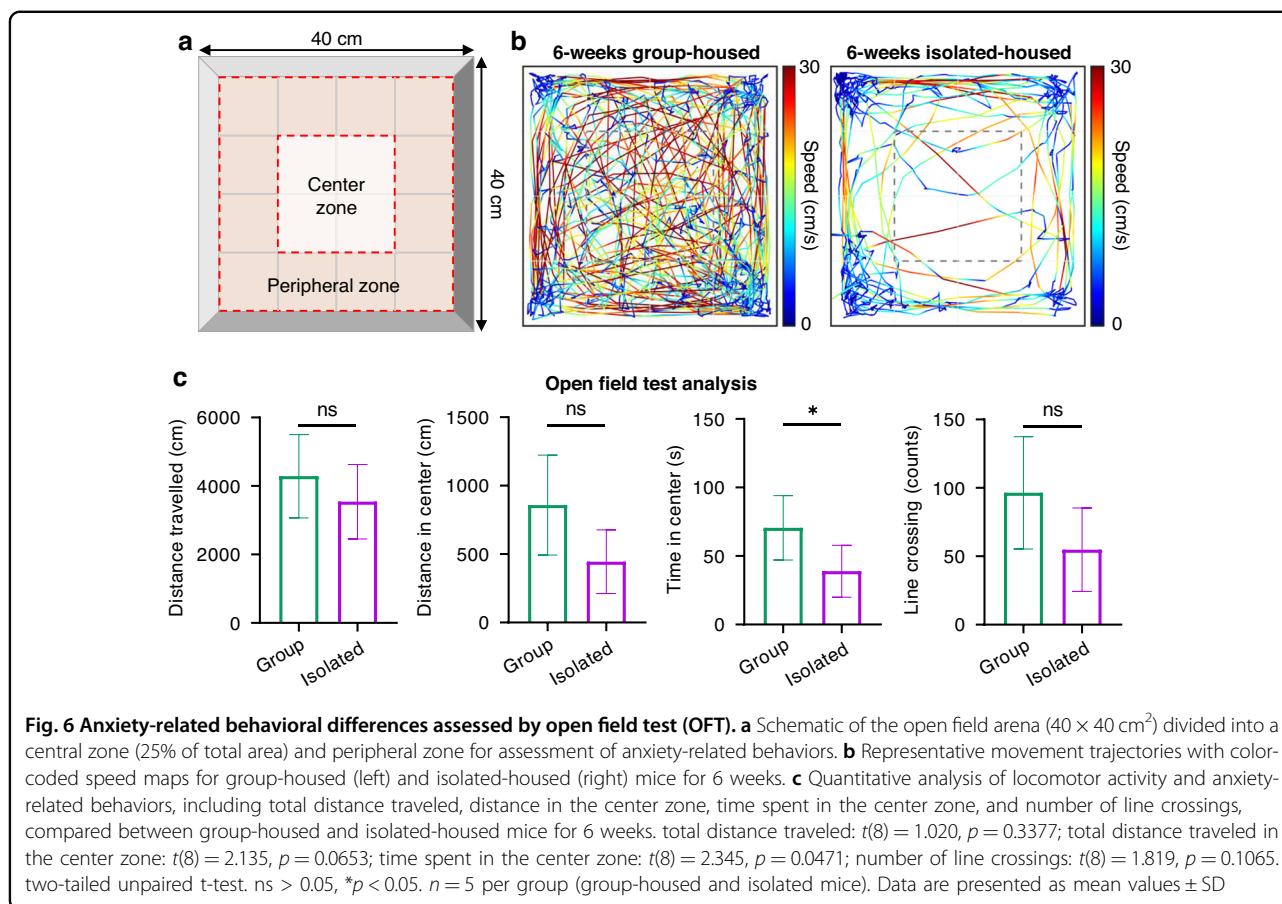 a
40 cm
40 cm
Center
zone
Peripheral zone
b
6-weeks group-housed
30
Speed (cm/s)
0
6-weeks isolated-housed
30
Speed (cm/s)
0
c
Open field test analysis
ns
6000
4000
2000
0
Distance travelled (cm)
Group
Isolated
ns
1500
1000
500
0
Distance in center (cm)
Group
Isolated
*
150
100
50
0
Time in center (s)
Group
Isolated
ns
150
100
50
0
Line crossing (counts)
Group
Isolated
Fig. 6 Anxiety-related behavioral differences assessed by open field test (OFT). a Schematic of the open field arena (40 × 40 cm²) divided into a
central zone (25% of total area) and peripheral zone for assessment of anxiety-related behaviors. b Representative movement trajectories with color-
coded speed maps for group-housed (left) and isolated-housed (right) mice for 6 weeks. c Quantitative analysis of locomotor activity and anxiety-
related behaviors, including total distance traveled, distance in the center zone, time spent in the center zone, and number of line crossings,
compared between group-housed and isolated-housed mice for 6 weeks. total distance traveled: t(8) = 1.020, p = 0.3377; total distance traveled in
the center zone: t(8) = 2.135, p = 0.0653; time spent in the center zone: t(8) = 2.345, p = 0.0471; number of line crossings: t(8) = 1.819, p = 0.1065.
two-tailed unpaired t-test. ns > 0.05, *p < 0.05. n = 5 per group (group-housed and isolated mice). Data are presented as mean values ± SD